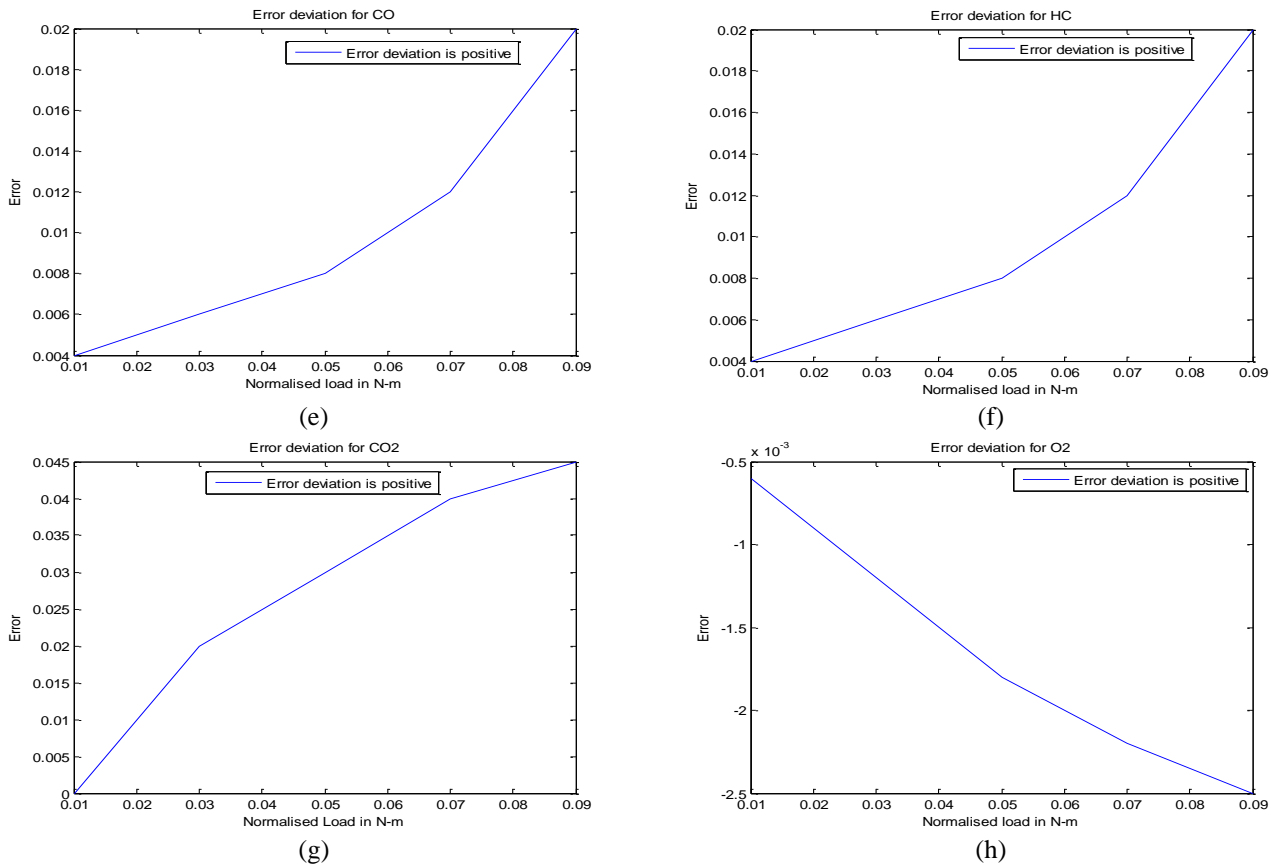 Error deviation for CO
0.02
0.018
0.016
0.014
0.012
0.01
0.008
0.006
0.004
Error
Error deviation is positive
0.01 0.02 0.03 0.04 0.05 0.06 0.07 0.08 0.09
Normalised load in N-m
(e)
Error deviation for HC
0.02
0.018
0.016
0.014
0.012
0.01
0.008
0.006
0.004
Error
Error deviation is positive
0.01 0.02 0.03 0.04 0.05 0.06 0.07 0.08 0.09
Normalised load in N-m
(f)
Error deviation for CO2
0.045
0.04
0.035
0.03
0.025
0.02
0.015
0.01
0.005
0
Error
Error deviation is positive
0.01 0.02 0.03 0.04 0.05 0.06 0.07 0.08 0.09
Normalised Load in N-m
(g)
Error deviation for O2
x 10⁻³
-0.5
-1
-1.5
-2
-2.5
Error
Error deviation is positive
0.01 0.02 0.03 0.04 0.05 0.06 0.07 0.08 0.09
Normalised load in N-m
(h)